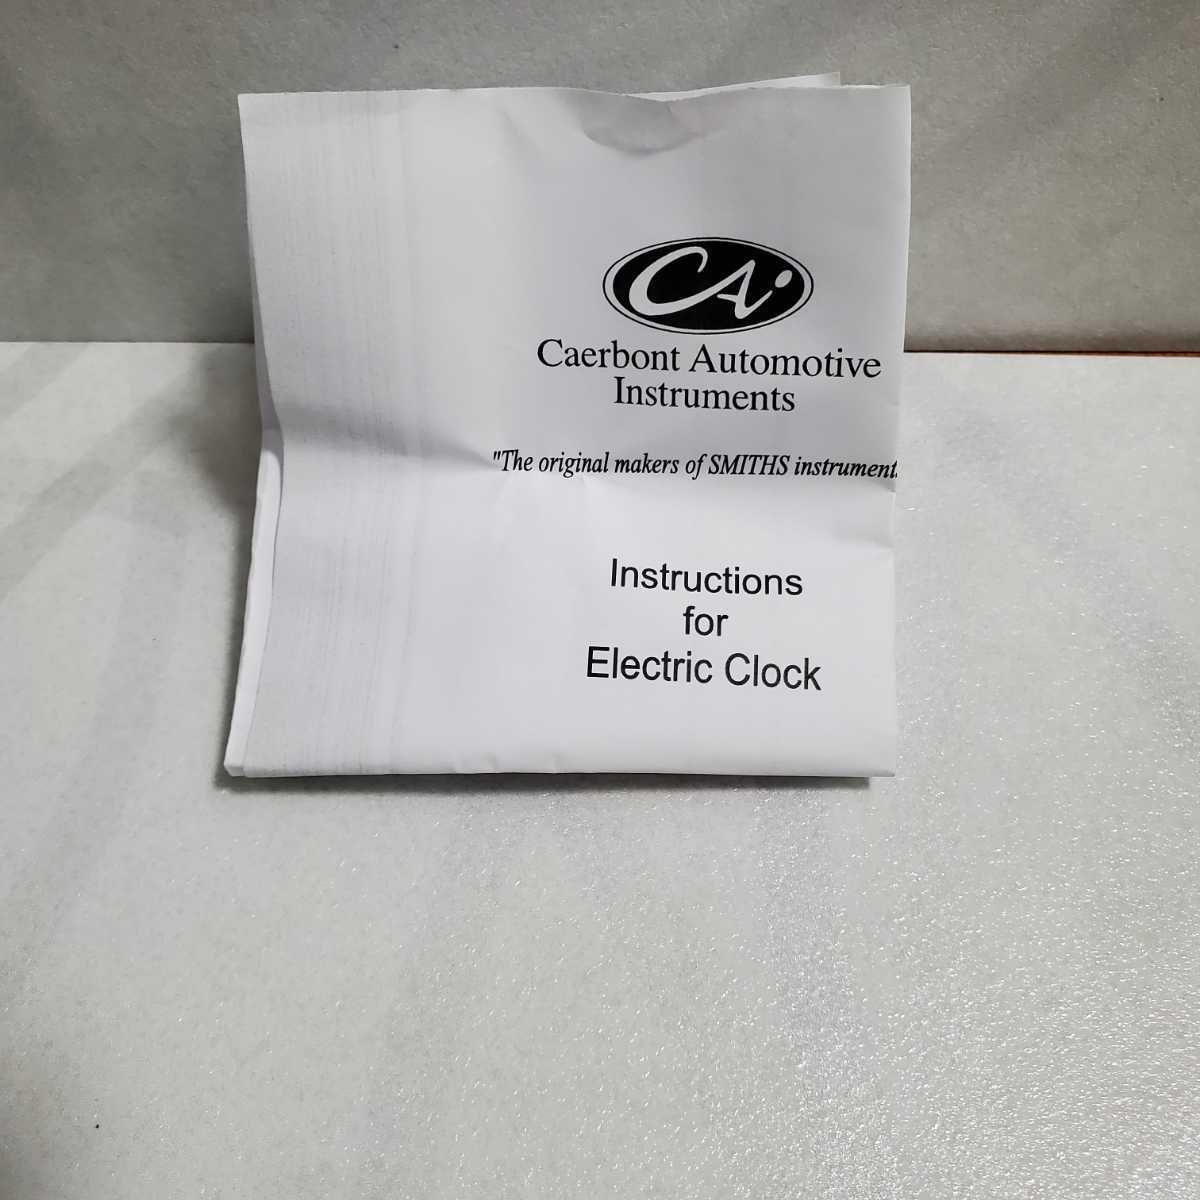 CAi
Caerbont Automotive
Instruments
"The original makers of SMITHS instrument
Instructions
for
Electric Clock